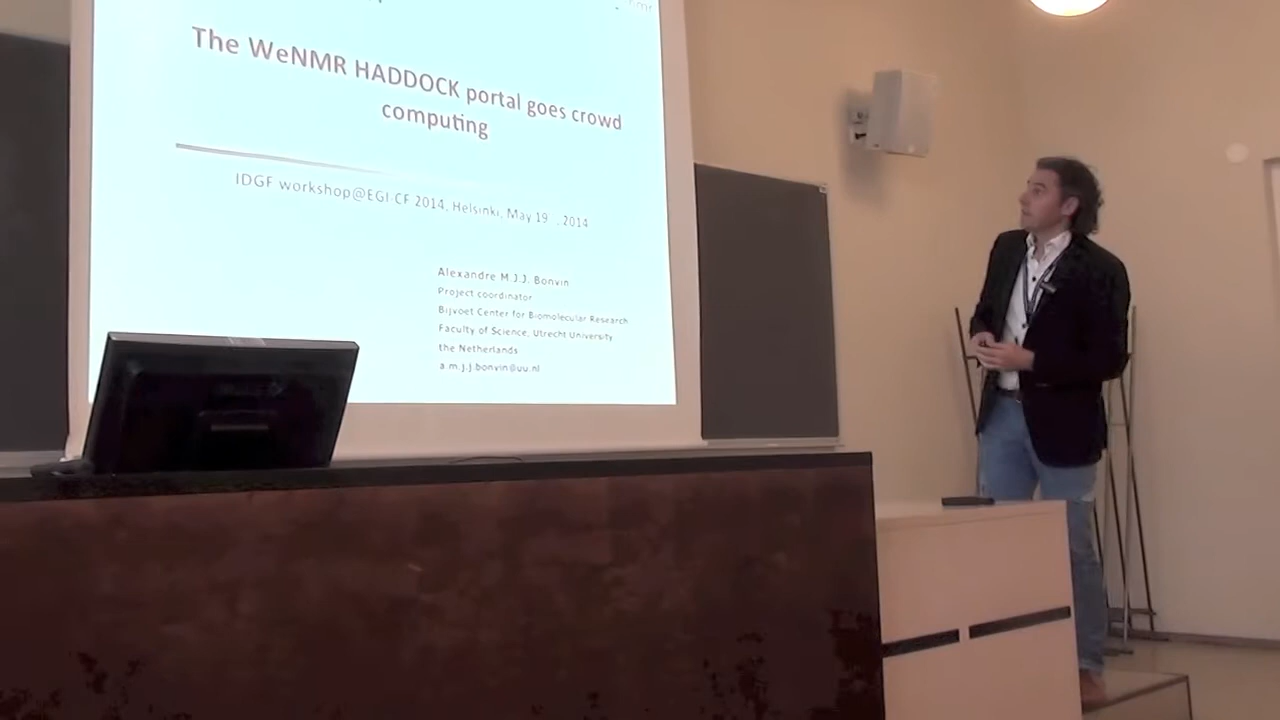 The WeNMR HADDOCK portal goes crowd
computing
IDGF workshop@EGI CF 2014, Helsinki, May 19 , 2014
Alexandre M.J.J. Bonvin
Project coordinator
Bijvoet Center for Biomolecular Research
Faculty of Science, Utrecht University
the Netherlands
a.m.j.j.bonvin@uu.nl